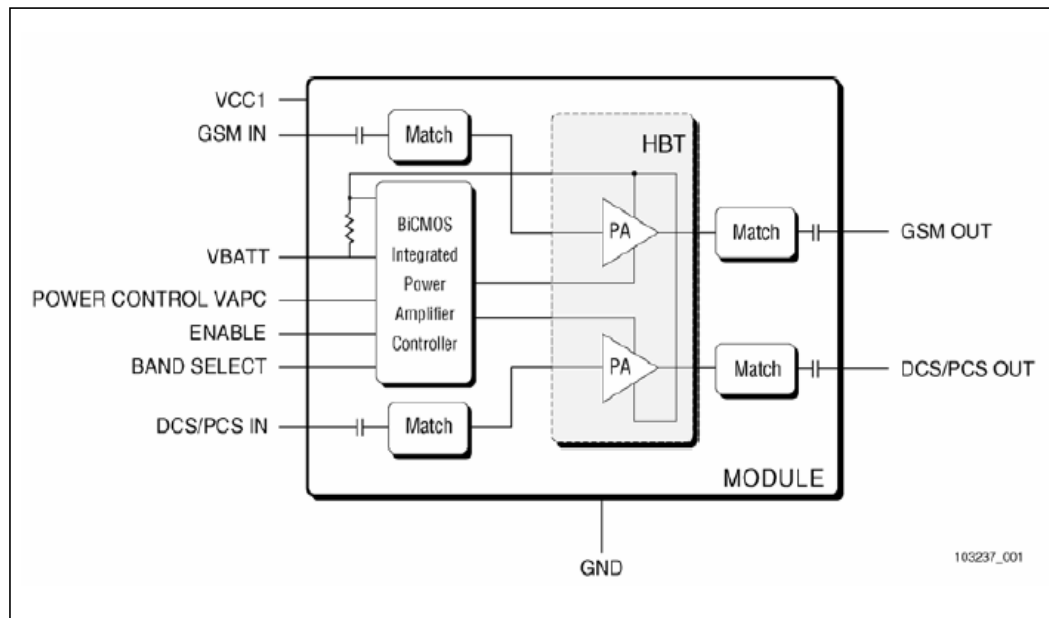 VCC1
GSM IN
Match
HBT
BiCMOS
Integrated
Power
Amplifier
Controller
PA
Match
GSM OUT
VBATT
POWER CONTROL VAPC
ENABLE
BAND SELECT
PA
Match
DCS/PCS OUT
DCS/PCS IN
Match
MODULE
GND
103237_001